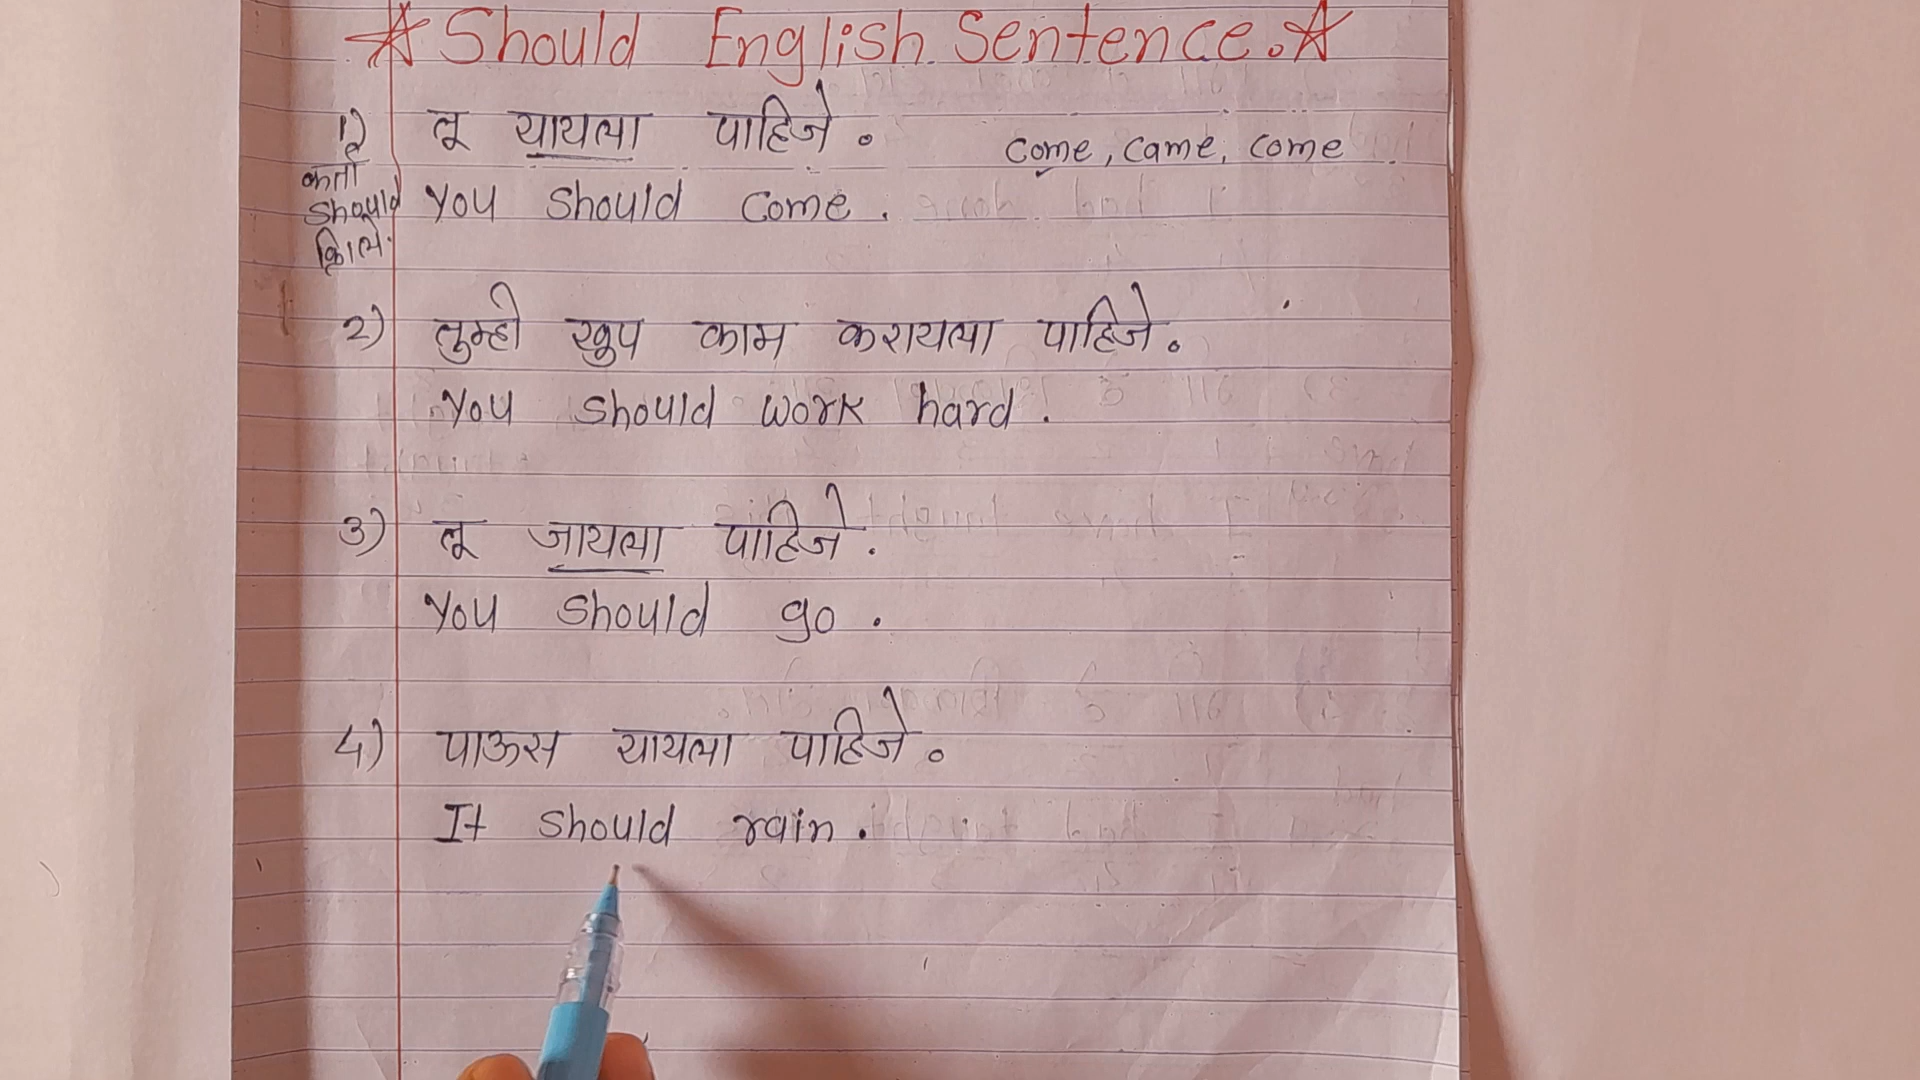 ☆ Should English Sentence. ☆
1) तू यायला पाहिजे. come, came, come
कर्ता
should
You should come.
2) तुम्ही खुप काम करायला पाहिजे.
You should work hard.
3) तू जायला पाहिजे.
You should go.
4) पाऊस यायला पाहिजे.
It should rain.